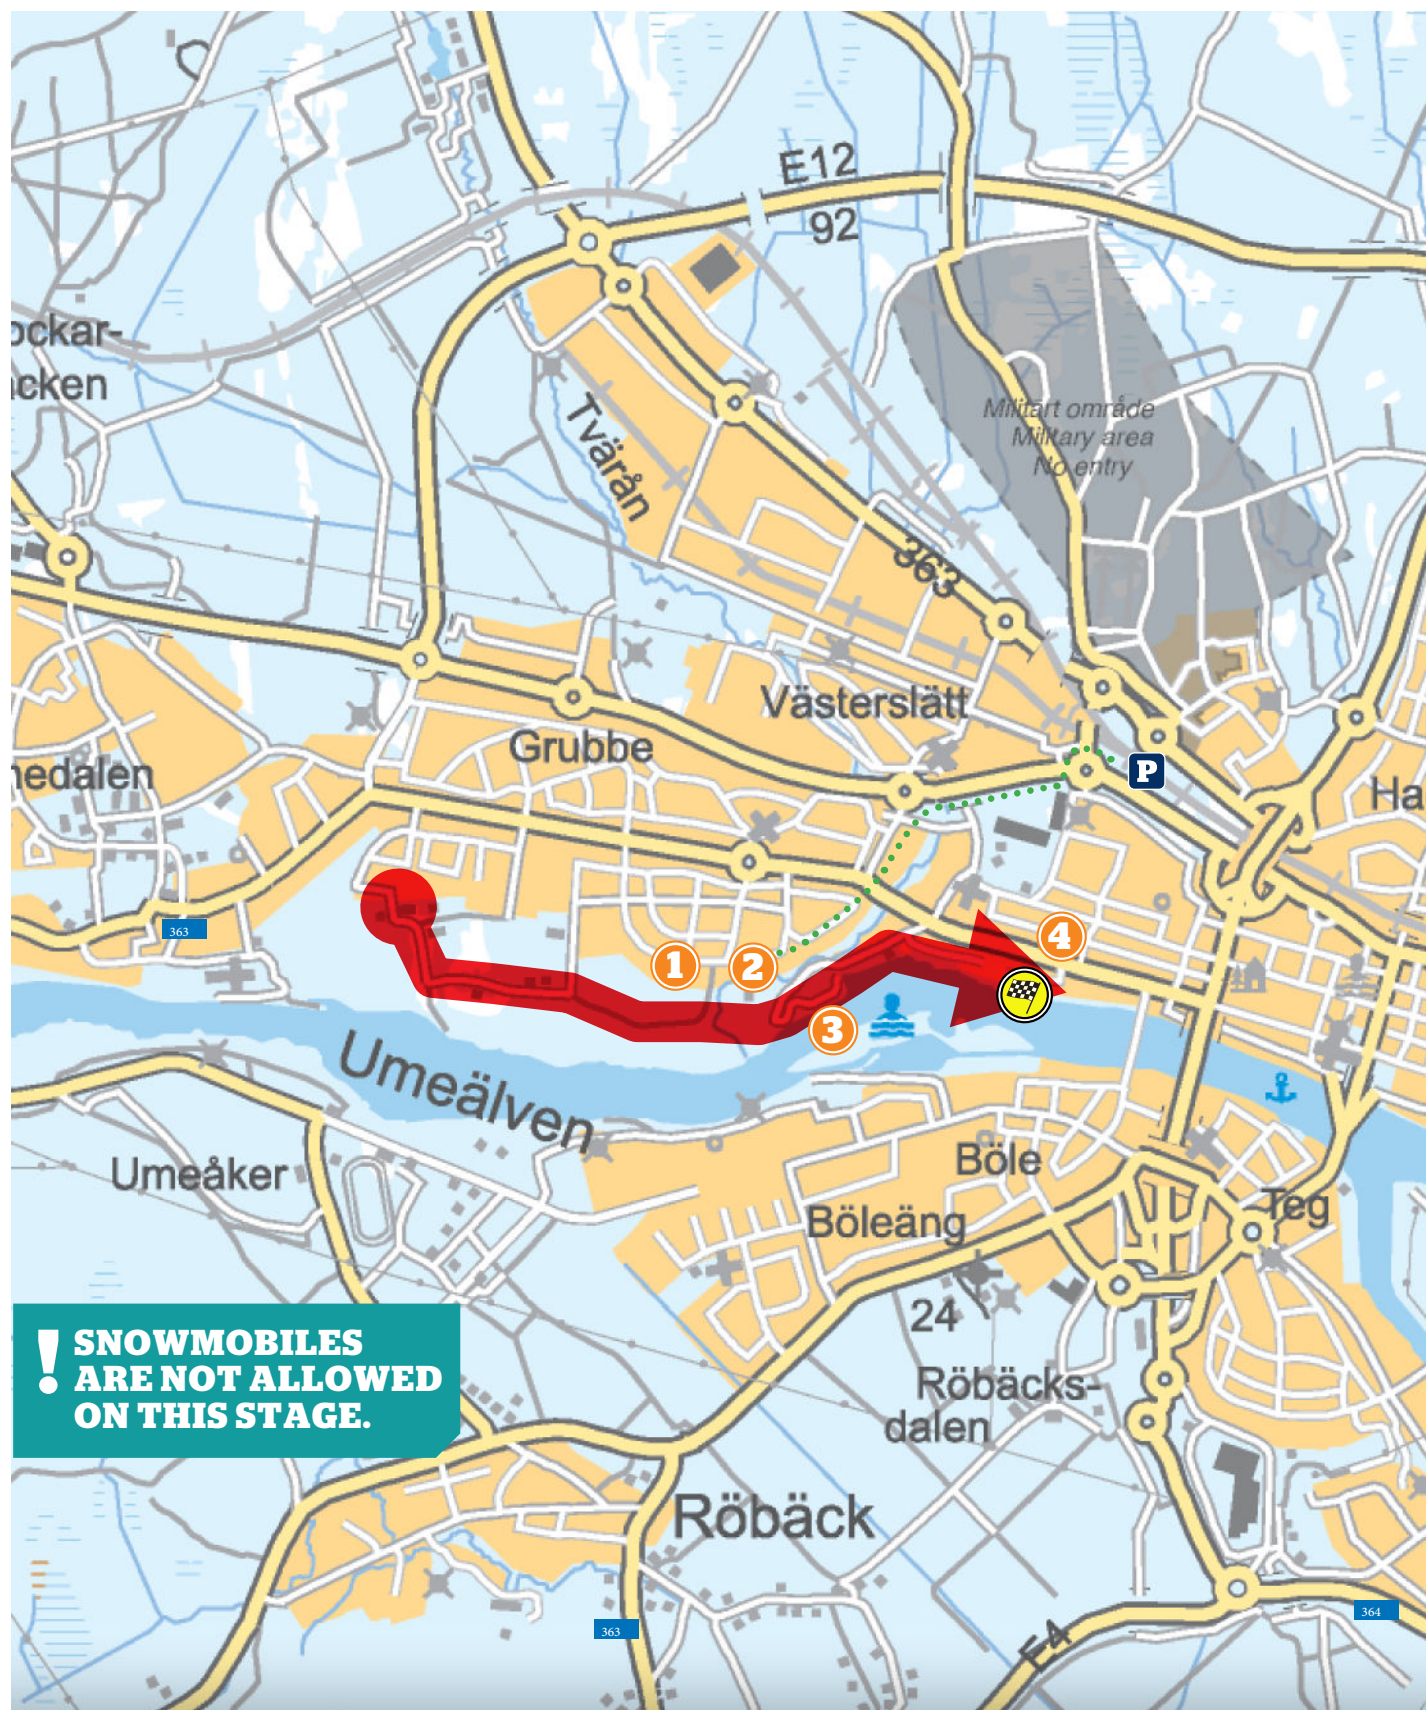 E12
92
ockar-
cken
Tvärån
Militärt område
Military area
No entry
363
Västerslätt
Grubbe
nedalen
P
Ha
363
1
2
4
3
Umeälven
Umeåker
Böle
Böleäng
Teg
24
! SNOWMOBILES
ARE NOT ALLOWED
ON THIS STAGE.
Röbäcks-
dalen
Röbäck
363
364
E4